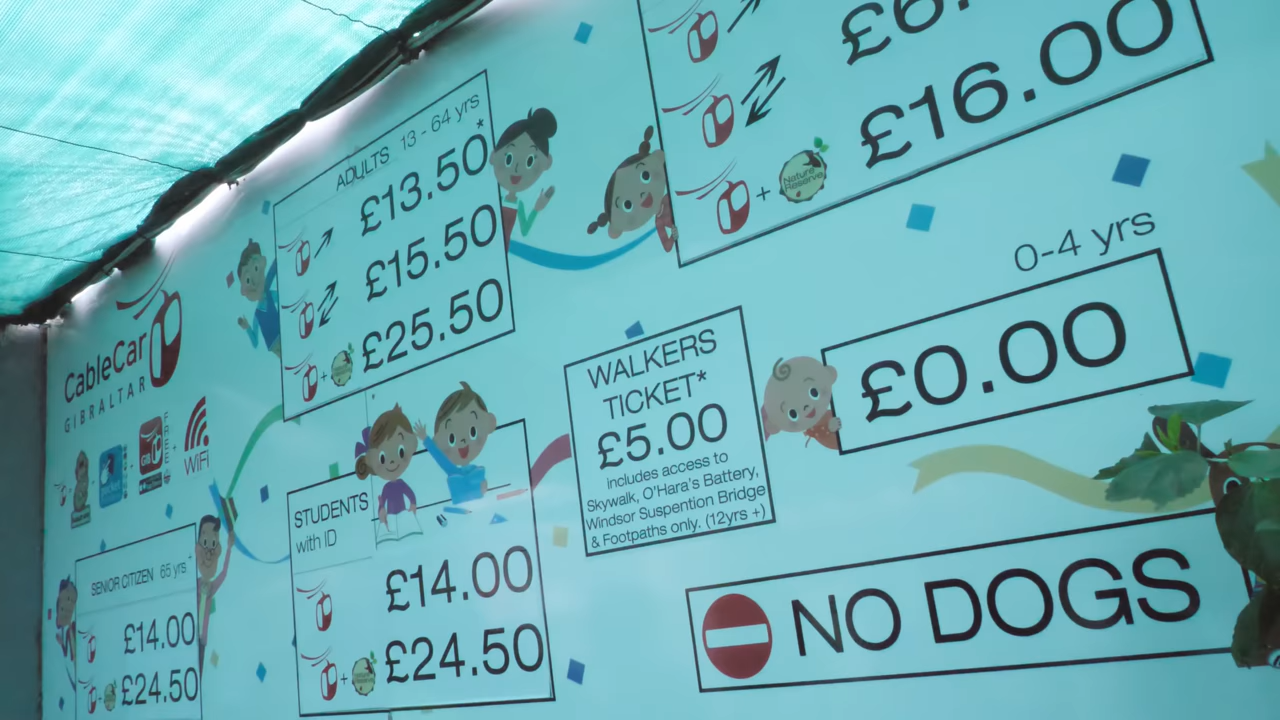 CableCar
GIBRALTAR
WiFi
ADULTS 13 - 64 yrs
£13.50*
£15.50
£25.50
£16.00
Nature
Reserve
0-4 yrs
£0.00
WALKERS
TICKET*
£5.00
includes access to
Skywalk, O'Hara's Battery,
Windsor Suspention Bridge
& Footpaths only. (12yrs +)
STUDENTS
with ID
£14.00
£24.50
SENIOR CITIZEN 65 yrs +
£14.00
£24.50
NO DOGS